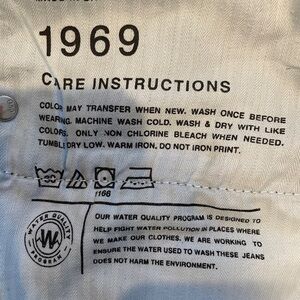 1969
CARE INSTRUCTIONS
COLOR MAY TRANSFER WHEN NEW. WASH ONCE BEFORE
WEARING. MACHINE WASH COLD. WASH & DRY WITH LIKE
COLORS. ONLY NON CHLORINE BLEACH WHEN NEEDED.
TUMBLE DRY LOW. WARM IRON, DO NOT IRON PRINT.
1166
WATER QUALITY
W
PROGRAM
OUR WATER QUALITY PROGRAM IS DESIGNED TO
HELP FIGHT WATER POLLUTION IN PLACES WHERE
WE MAKE OUR CLOTHES. WE ARE WORKING TO
ENSURE THE WATER USED TO WASH THESE JEANS
DOES NOT HARM THE ENVIRONMENT.